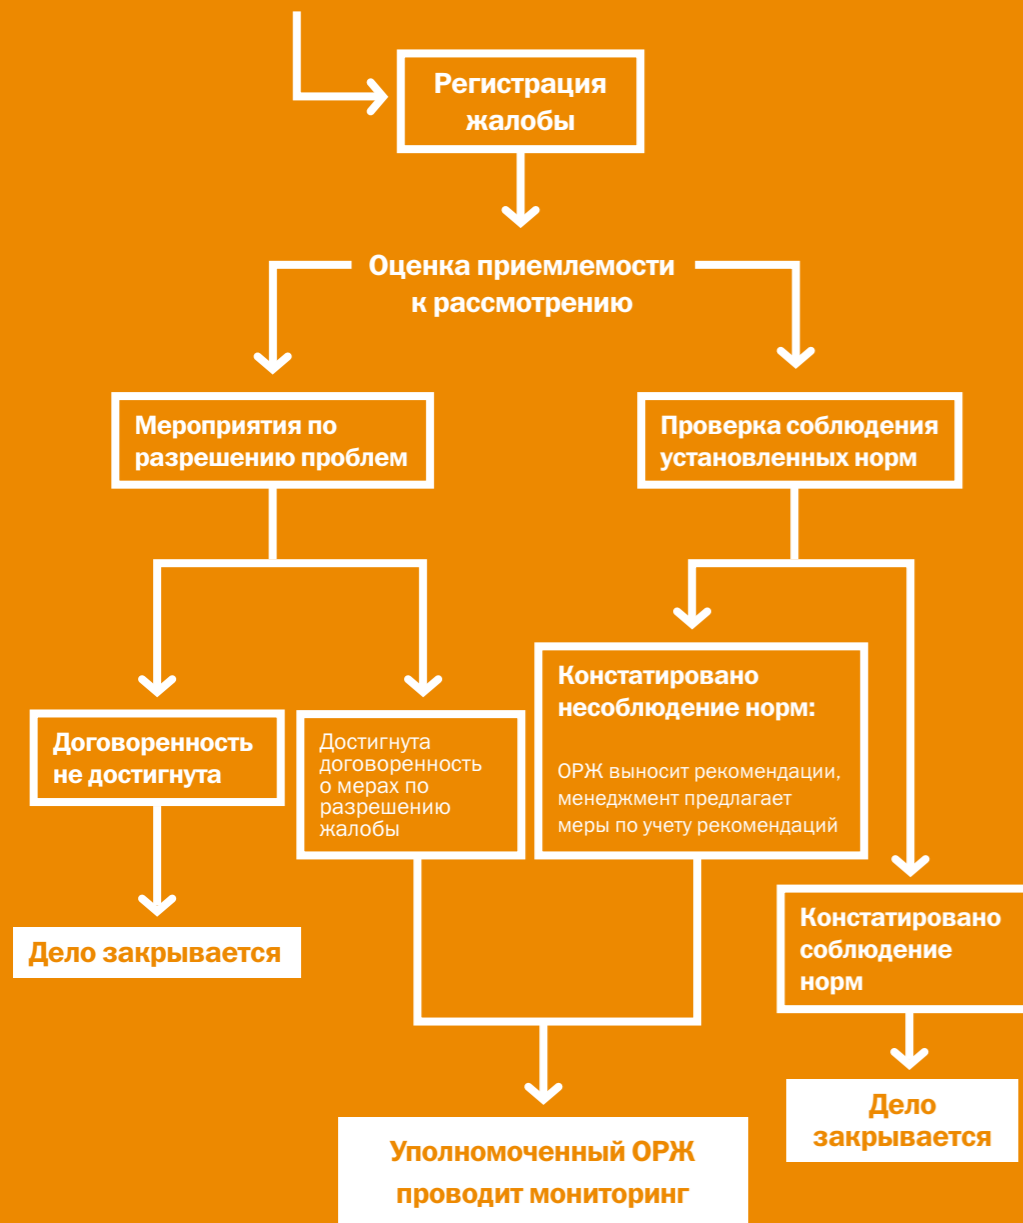 Регистрация
жалобы
Оценка приемлемости
к рассмотрению
Мероприятия по
разрешению проблем
Проверка соблюдения
установленных норм
Договоренность
не достигнута
Достигнута
договоренность
о мерах по
разрешению
жалобы
Констатировано
несоблюдение норм:
ОРЖ выносит рекомендации,
менеджмент предлагает
меры по учету рекомендаций
Констатировано
соблюдение
норм
Дело закрывается
Дело
закрывается
Уполномоченный ОРЖ
проводит мониторинг